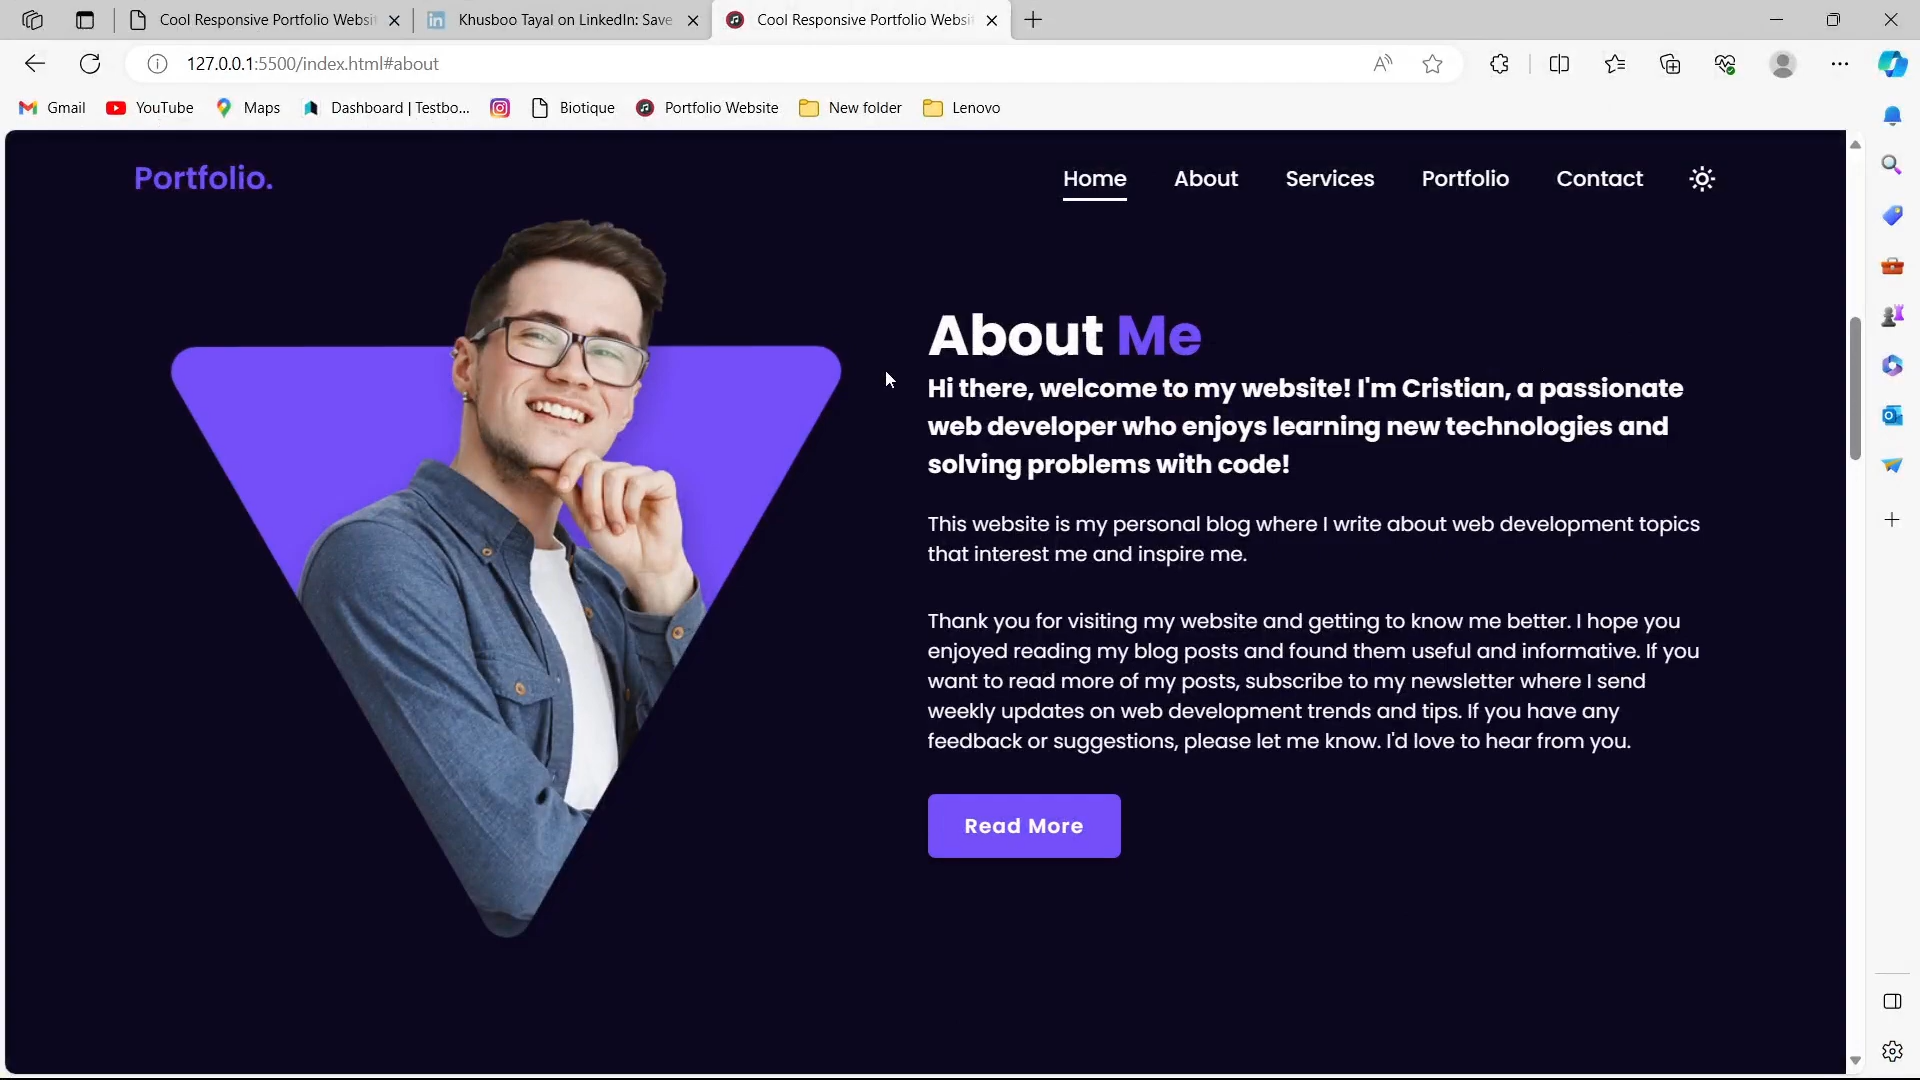 Cool Responsive Portfolio Websi
Khusboo Tayal on LinkedIn: Save
Cool Responsive Portfolio Websi
127.0.0.1:5500/index.html#about
Gmail
YouTube
Maps
Dashboard | Testbo...
Biotique
Portfolio Website
New folder
Lenovo
Portfolio.
Home
About
Services
Portfolio
Contact
About Me
Hi there, welcome to my website! I'm Cristian, a passionate
web developer who enjoys learning new technologies and
solving problems with code!
This website is my personal blog where I write about web development topics
that interest me and inspire me.
Thank you for visiting my website and getting to know me better. I hope you
enjoyed reading my blog posts and found them useful and informative. If you
want to read more of my posts, subscribe to my newsletter where I send
weekly updates on web development trends and tips. If you have any
feedback or suggestions, please let me know. I'd love to hear from you.
Read More